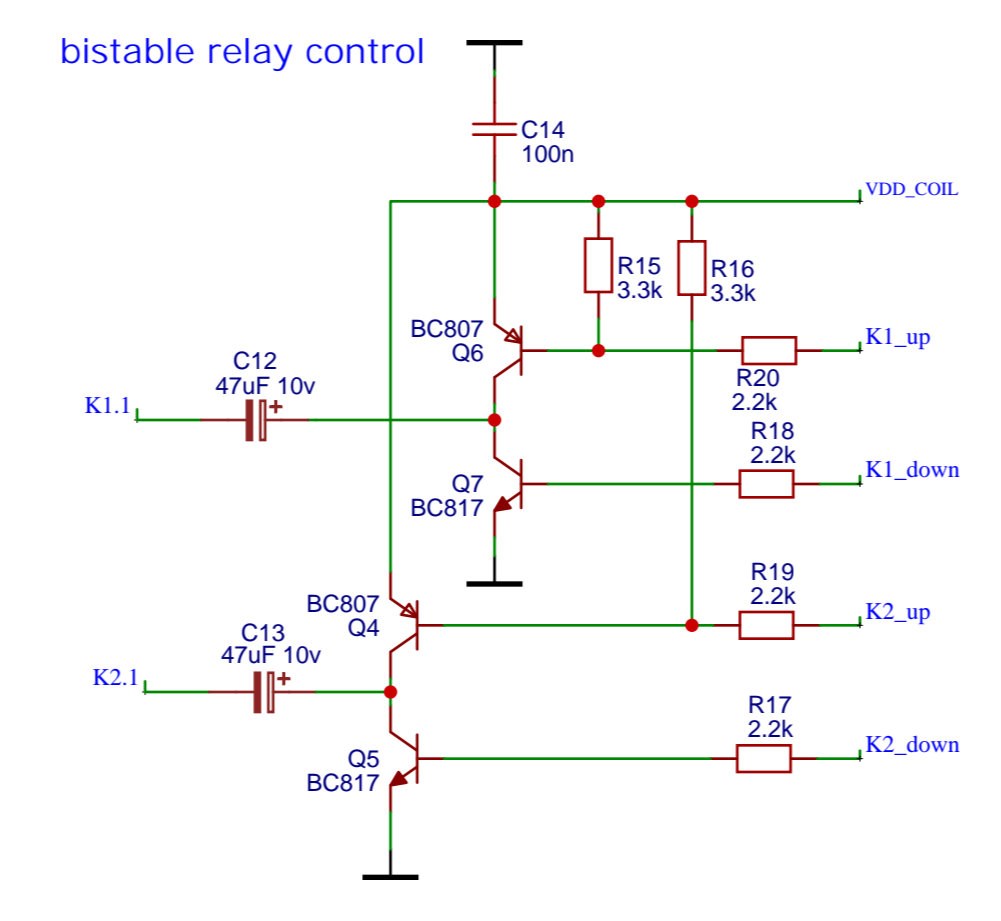 bistable relay control
C14
100n
VDD_COIL
R15
3.3k
R16
3.3k
BC807
Q6
K1_up
R20
2.2k
C12
47uF 10v
+
K1.1
R18
2.2k
Q7
BC817
K1_down
R19
2.2k
BC807
Q4
K2_up
C13
47uF 10v
+
K2.1
R17
2.2k
Q5
BC817
K2_down